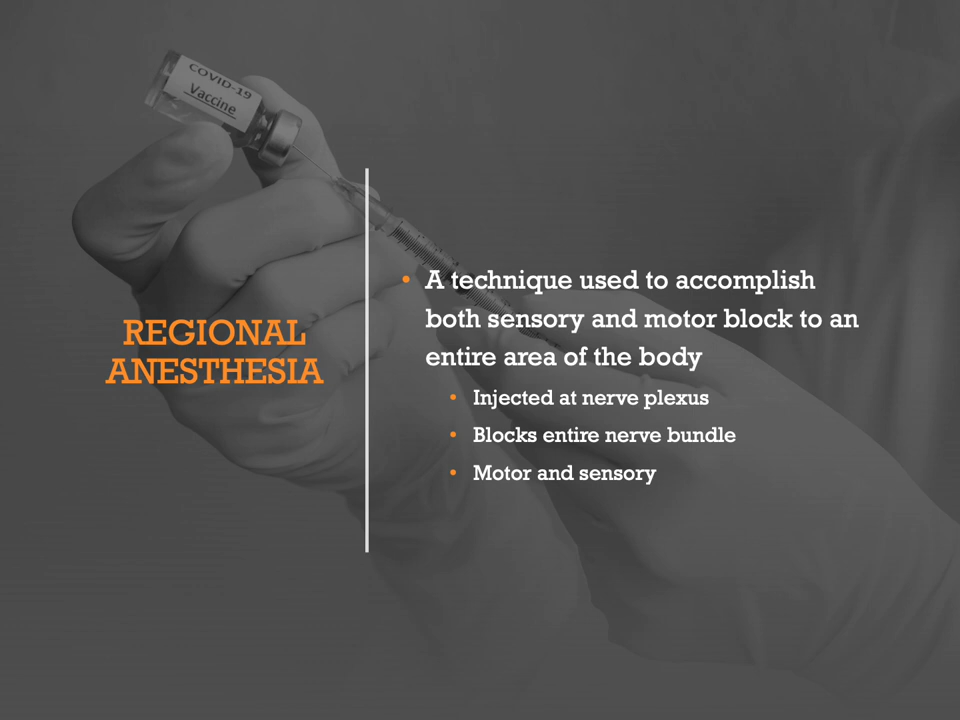 COVID-19
Vaccine
REGIONAL
ANESTHESIA
• A technique used to accomplish
both sensory and motor block to an
entire area of the body
• Injected at nerve plexus
• Blocks entire nerve bundle
• Motor and sensory